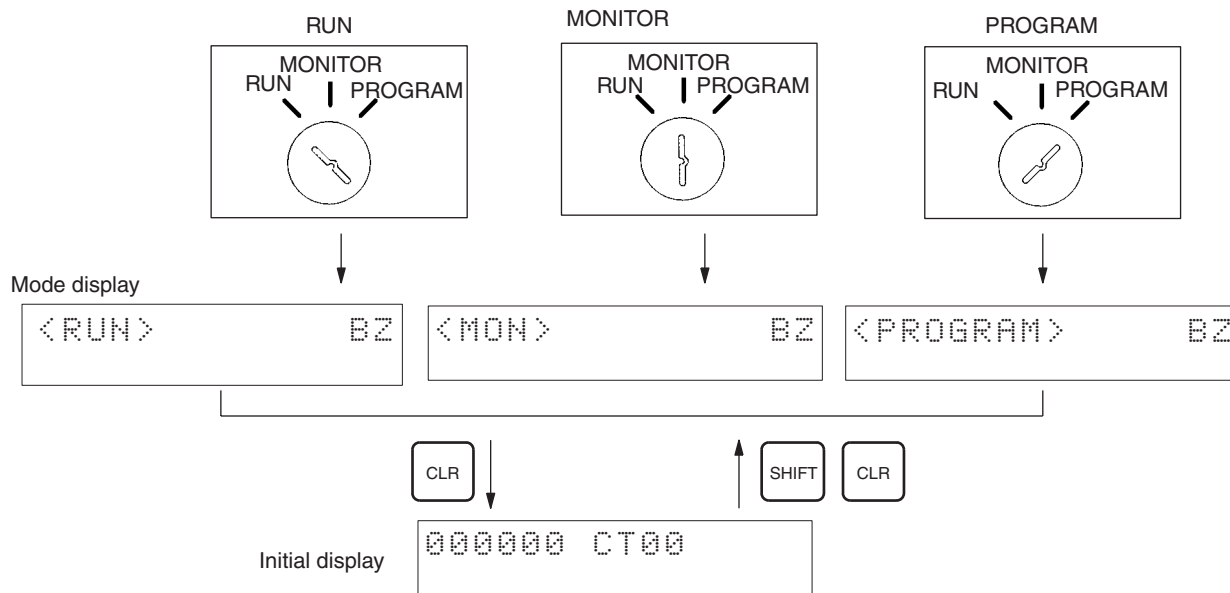 RUN
MONITOR
PROGRAM
MONITOR
RUN
PROGRAM
MONITOR
RUN
PROGRAM
MONITOR
RUN
PROGRAM
Mode display
<RUN> BZ
<MON> BZ
<PROGRAM> BZ
CLR
SHIFT
CLR
Initial display
000000 CT00